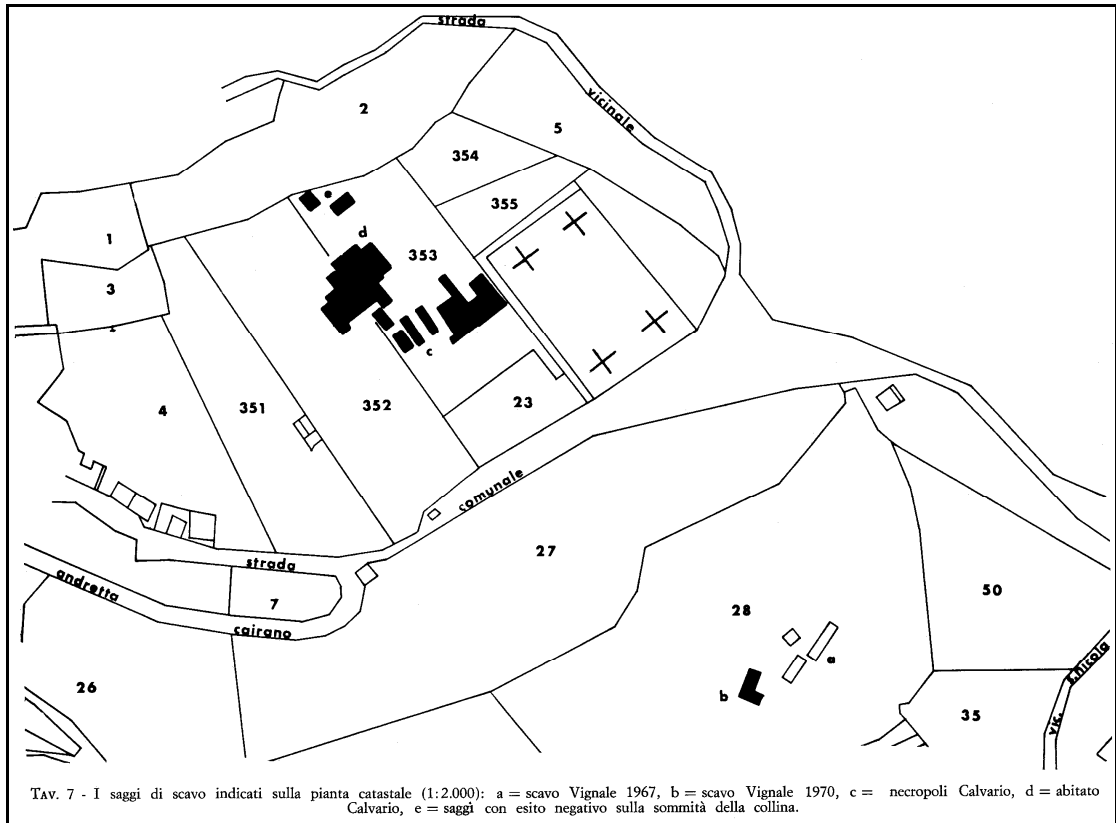 strada
vicinale
2
5
354
355
e
1
d
353
3
c
4
351
352
23
comunale
strada
27
andretta
7
cairano
28
50
a
s. Nicola
26
b
35
vic.
TAV. 7 - I saggi di scavo indicati sulla pianta catastale (1:2.000): a = scavo Vignale 1967, b = scavo Vignale 1970, c = necropoli Calvario, d = abitato
Calvario, e = saggi con esito negativo sulla sommità della collina.